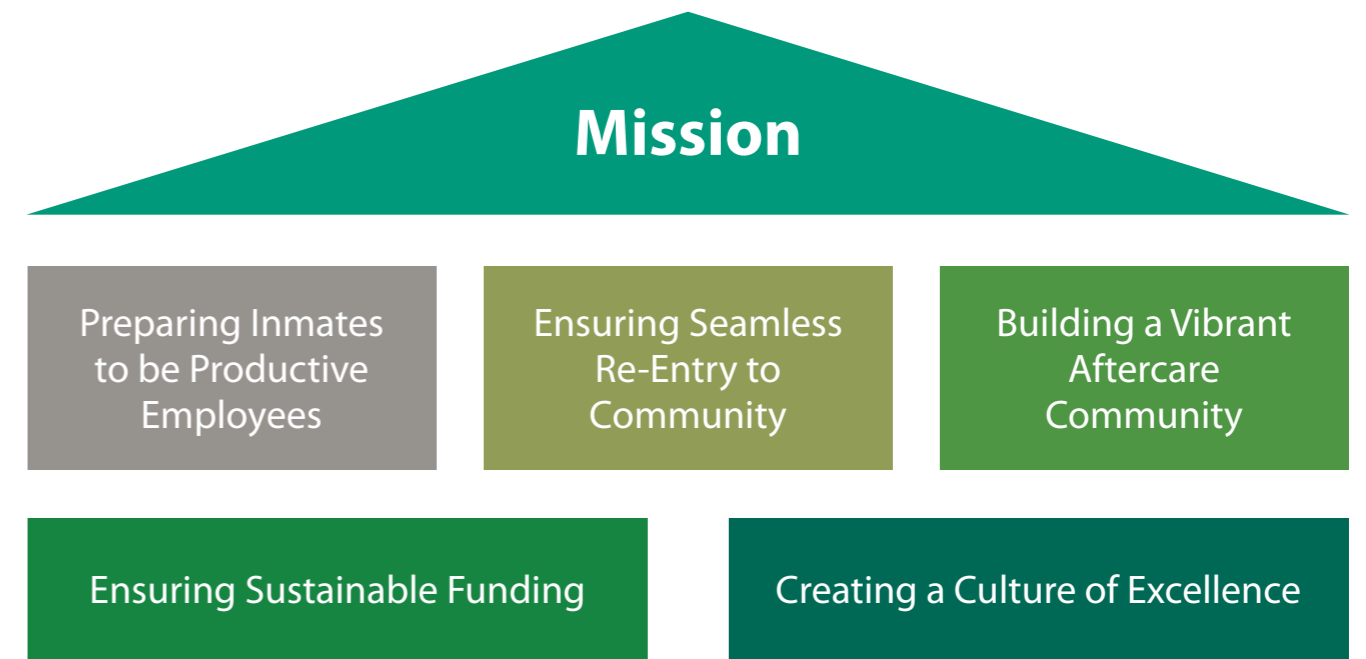 Mission
Preparing Inmates
to be Productive
Employees
Ensuring Seamless
Re-Entry to
Community
Building a Vibrant
Aftercare
Community
Ensuring Sustainable Funding
Creating a Culture of Excellence